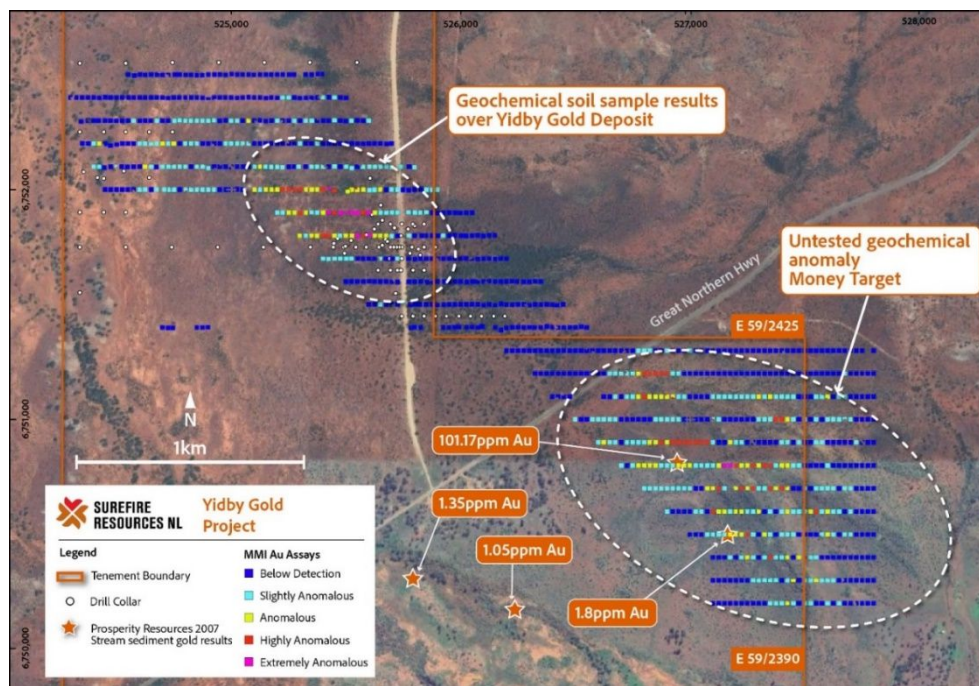 525,000
526,000
527,000
528,000
Geochemical soil sample results
over Yidby Gold Deposit
6,752,000
Untested geochemical
anomaly
Money Target
Great Northern Hwy
E 59/2425
6,751,000
N
1km
101.17ppm Au
1.35ppm Au
1.05ppm Au
1.8ppm Au
SUREFIRE
RESOURCES NL
Yidby Gold
Project
Legend
Tenement Boundary
Drill Collar
Prosperity Resources 2007
Stream sediment gold results
MMI Au Assays
Below Detection
Slightly Anomalous
Anomalous
Highly Anomalous
Extremely Anomalous
6,750,000
E 59/2390